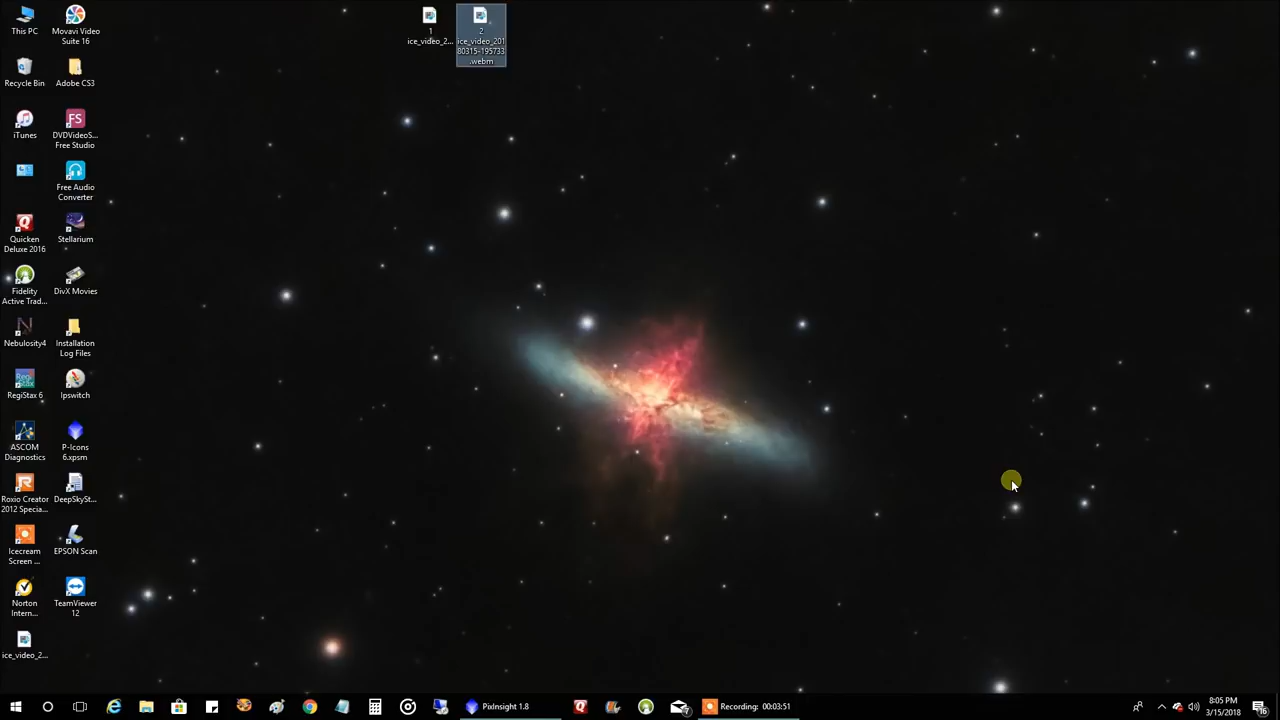 This PC
Movavi Video
Suite 16
1
ice_video_2...
2
ice_video_201
80315-195733
.webm
Recycle Bin
Adobe CS3
iTunes
FS
DVDVideoS...
Free Studio
Free Audio
Converter
Quicken
Deluxe 2016
Stellarium
Fidelity
Active Trad...
DivX Movies
Nebulosity4
Installation
Log Files
RegiStax 6
Ipswitch
ASCOM
Diagnostics
P-Icons
6.xpsm
Roxio Creator
2012 Specia...
DeepSkySt...
Icecream
Screen ...
EPSON Scan
Norton
Intern...
TeamViewer
12
ice_video_2...
PixInsight 1.8
Recording: 00:03:51
8:05 PM
3/15/2018
16